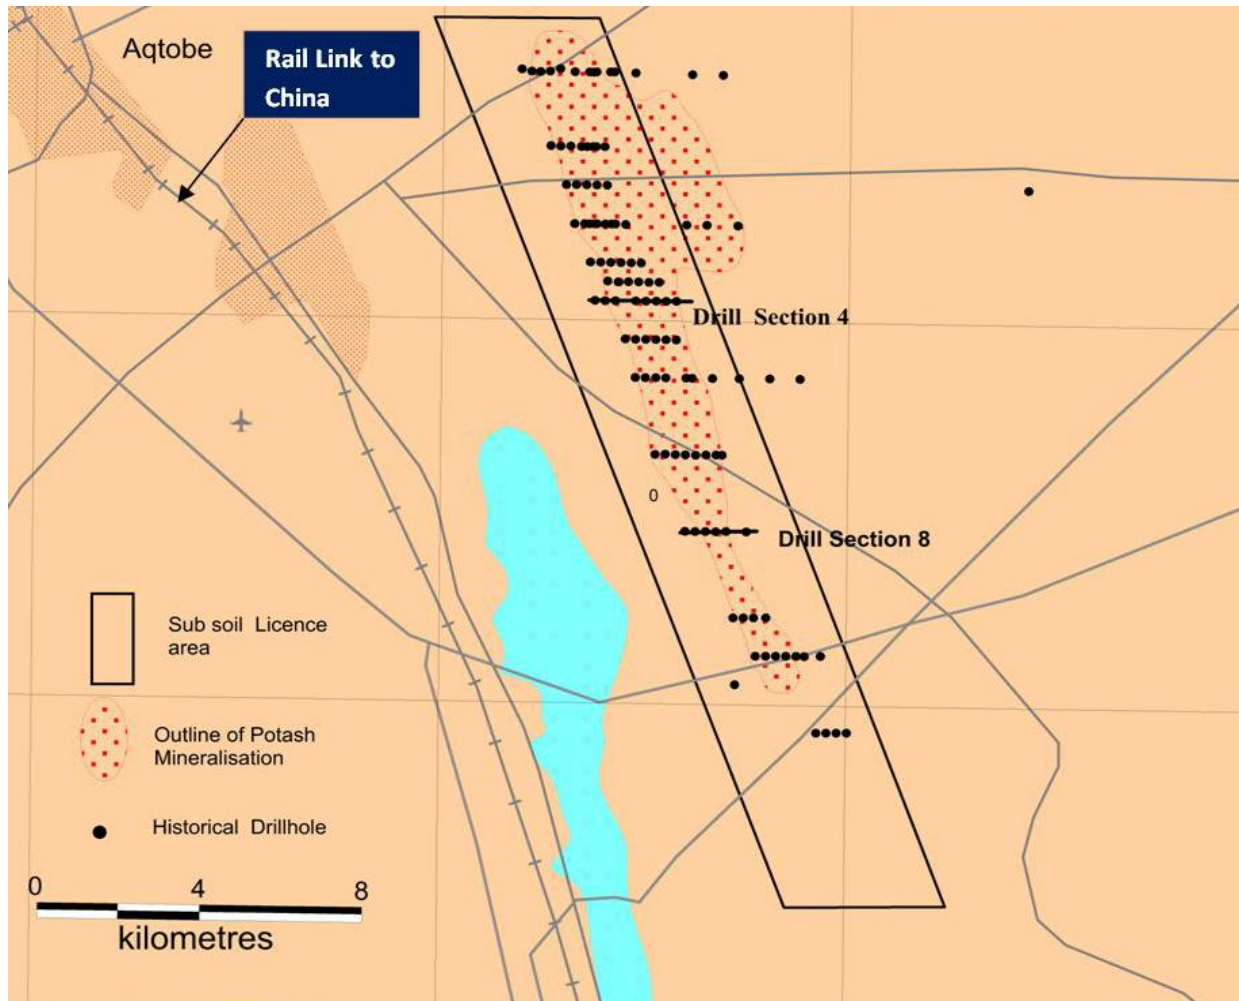 Aqtobe
Rail Link to
China
Drill Section 4
0
Drill Section 8
Sub soil Licence
area
Outline of Potash
Mineralisation
Historical Drillhole
0 4 8
kilometres